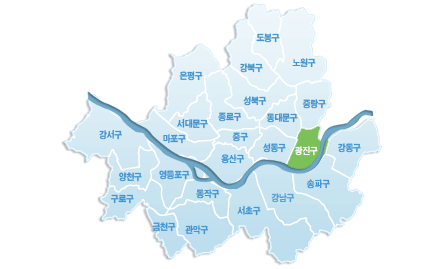 도봉구
노원구
강북구
은평구
성북구
중랑구
종로구
동대문구
서대문구
강서구
마포구
중구
성동구
광진구
강동구
용산구
양천구
영등포구
송파구
동작구
구로구
강남구
서초구
금천구
관악구